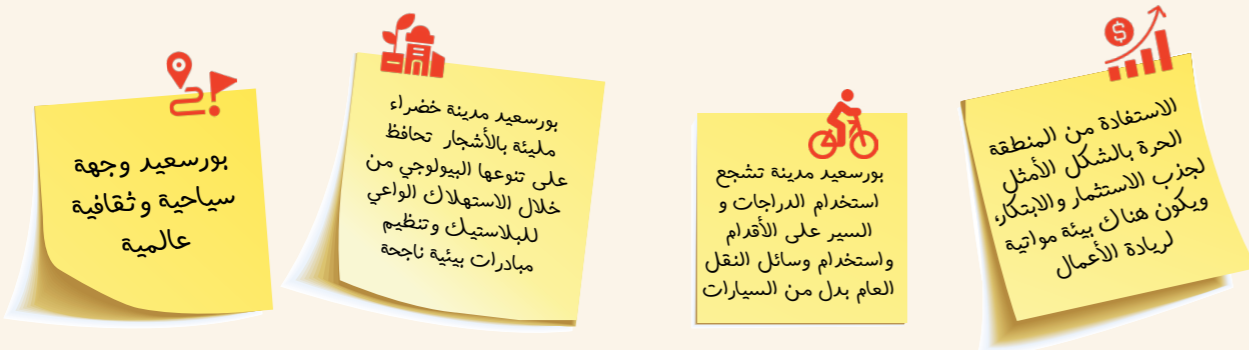 الاستفادة من المنطقة
الحرة بالشكل الأمثل
لجذب الاستثمار والابتكار،
ويكون هناك بيئة مواتية
لريادة الأعمال
بورسعيد مدينة تشجع
استخدام الدراجات و
السير على الأقدام
واستخدام وسائل النقل
العام بدل من السيارات
بورسعيد مدينة خضراء
مليئة بالأشجار تحافظ
على تنوعها البيولوجي من
خلال الاستهلاك الواعي
للبلاستيك وتنظيم
مبادرات بيئية ناجحة
بورسعيد وجهة
سياحية وثقافية
عالمية